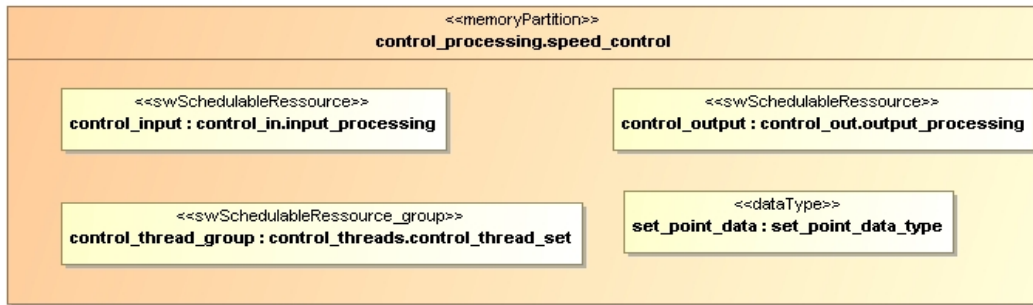 <<memoryPartition>>
control_processing.speed_control
<<swSchedulableRessource>>
control_input : control_in.input_processing
<<swSchedulableRessource>>
control_output : control_out.output_processing
<<swSchedulableRessource_group>>
control_thread_group : control_threads.control_thread_set
<<dataType>>
set_point_data : set_point_data_type